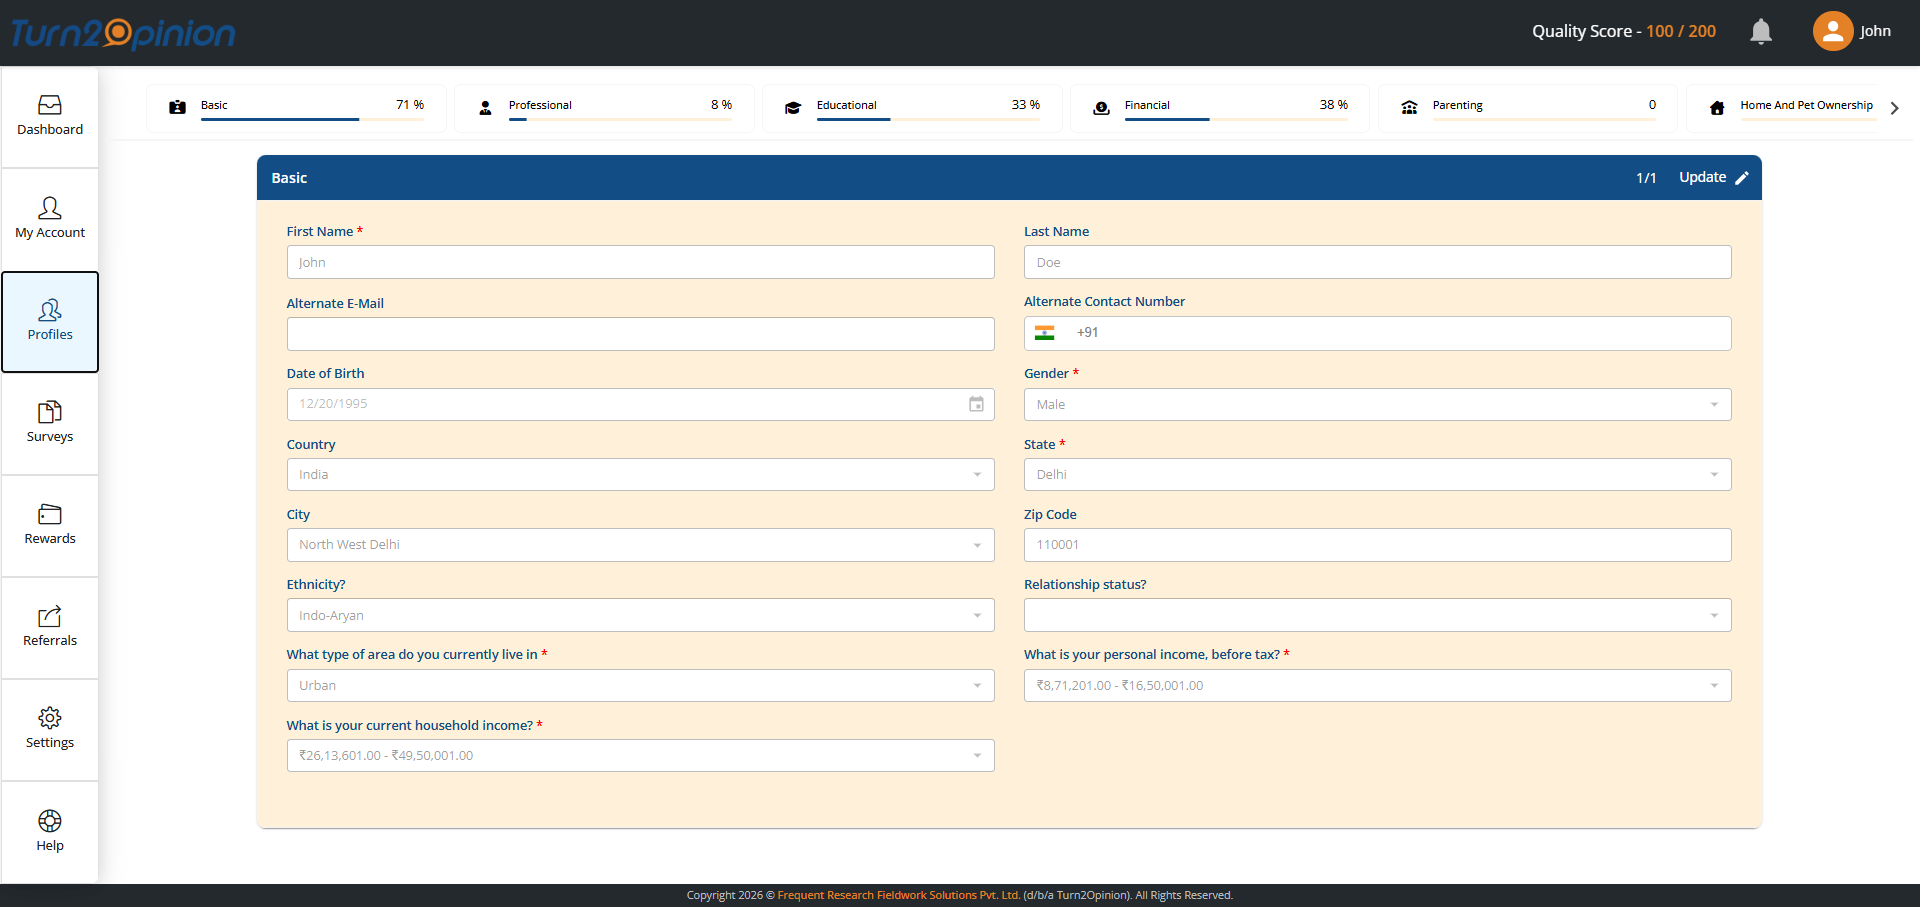 Turn2Opinion
Quality Score - 100 / 200
John
Dashboard
My Account
Profiles
Surveys
Rewards
Referrals
Settings
Help
Basic 71 %
Professional 8 %
Educational 33 %
Financial 38 %
Parenting 0
Home And Pet Ownership
Basic 1/1 Update
First Name *
John
Last Name
Doe
Alternate E-Mail
Alternate Contact Number
+91
Date of Birth
12/20/1995
Gender *
Male
Country
India
State *
Delhi
City
North West Delhi
Zip Code
110001
Ethnicity?
Indo-Aryan
Relationship status?
What type of area do you currently live in *
Urban
What is your personal income, before tax? *
₹8,71,201.00 - ₹16,50,001.00
What is your current household income? *
₹26,13,601.00 - ₹49,50,001.00
Copyright 2026 © Frequent Research Fieldwork Solutions Pvt. Ltd. (d/b/a Turn2Opinion). All Rights Reserved.